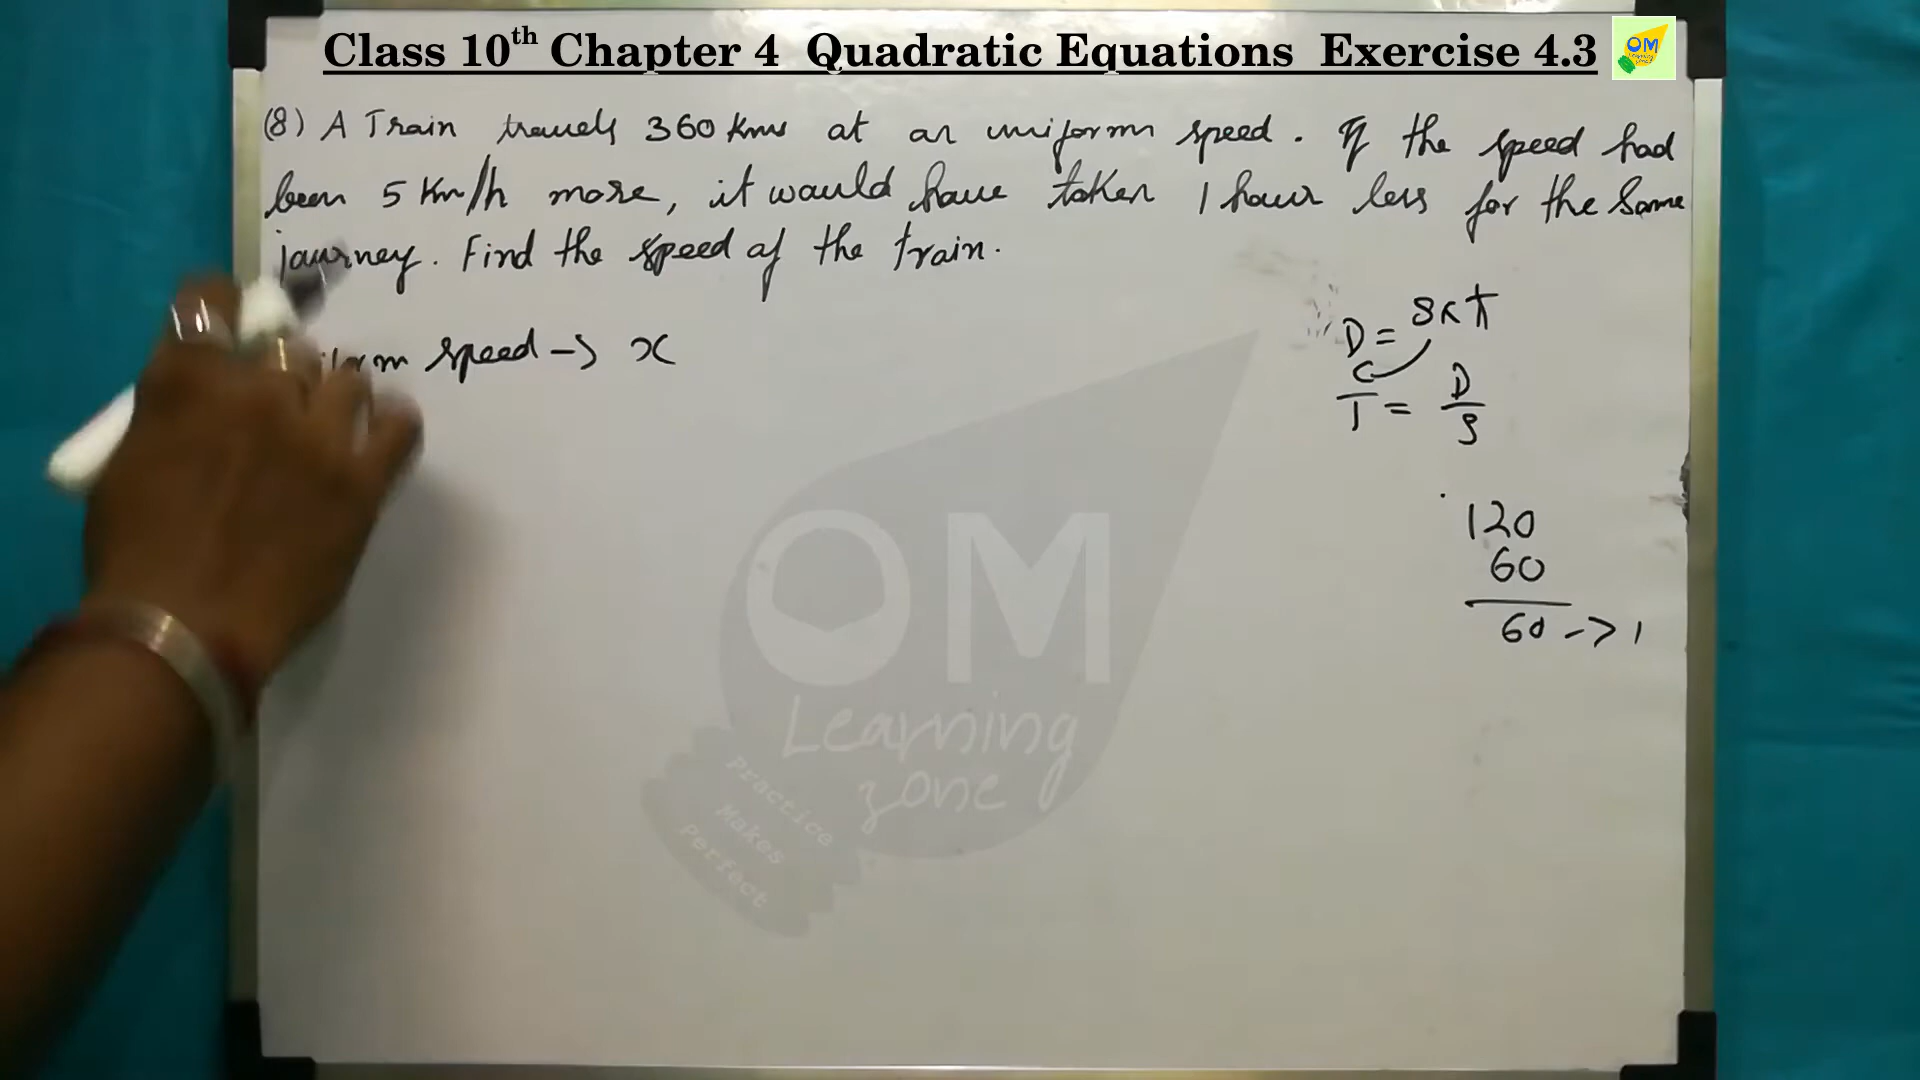 Class 10th Chapter 4 Quadratic Equations Exercise 4.3
OM
(8) A Train travels 360 Kms at an uniform speed. If the speed had
been 5 Km/h more, it would have taken 1 hour less for the same
journey. Find the speed of the train.
speed -> x
D = S x T
T = D/S
120
60
60 -> 1
OM
Learning
zone
Practice
Makes
Perfect